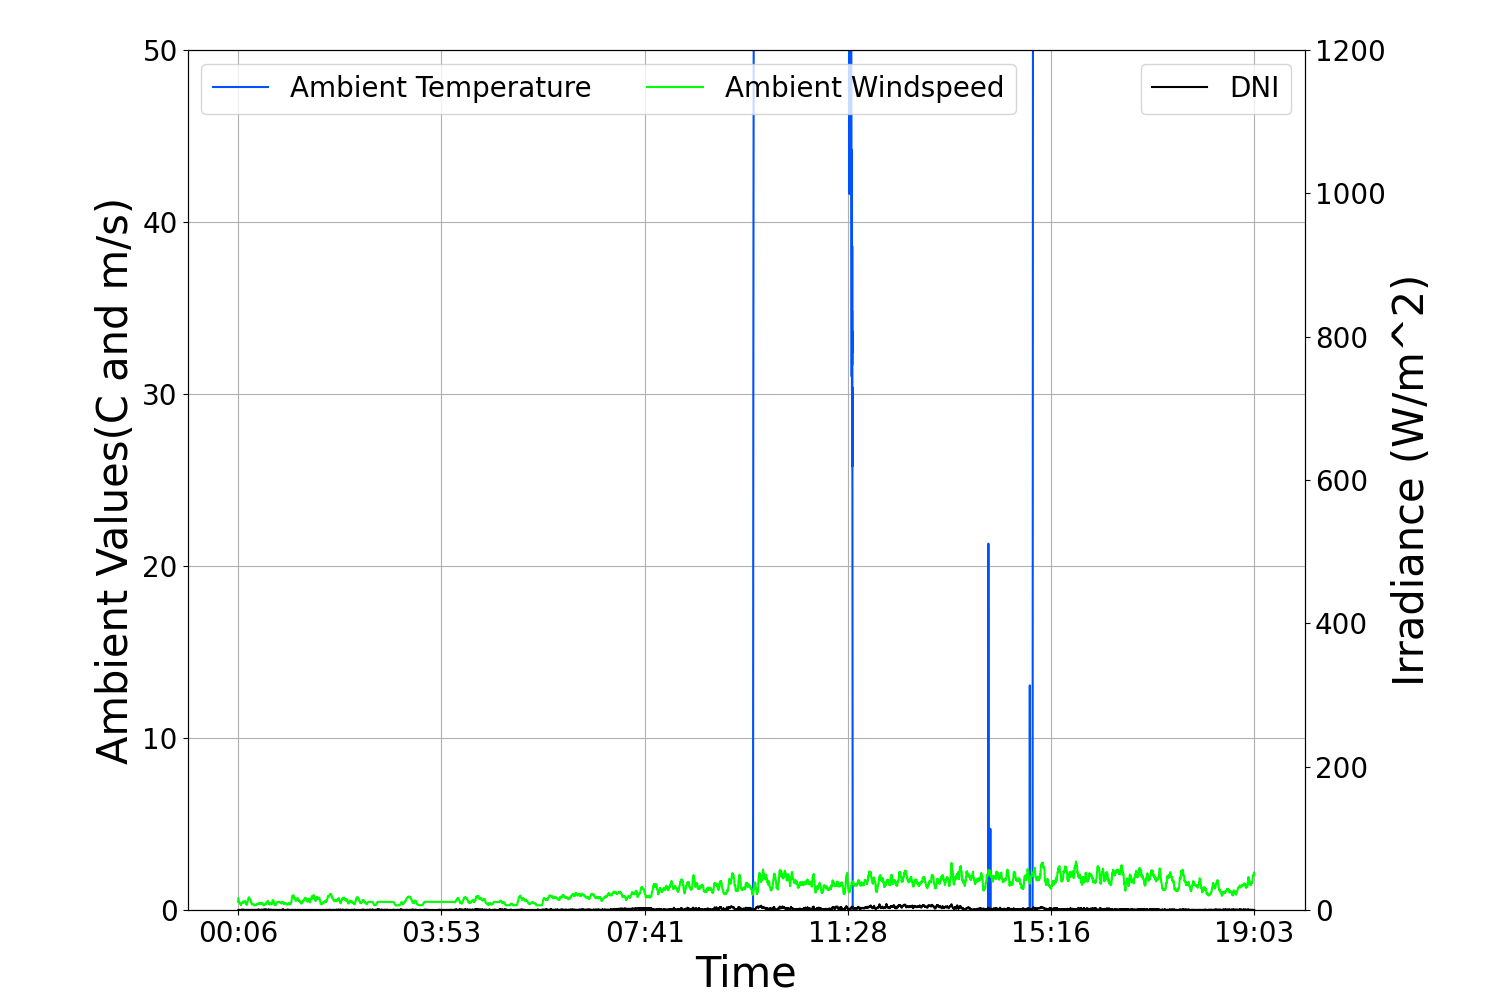 Ambient Temperature
Ambient Windspeed
DNI
Ambient Values(C and m/s)
50
40
30
20
10
0
1200
1000
800
600
400
200
0
Irradiance (W/m^2)
00:06 03:53 07:41 11:28 15:16 19:03
Time